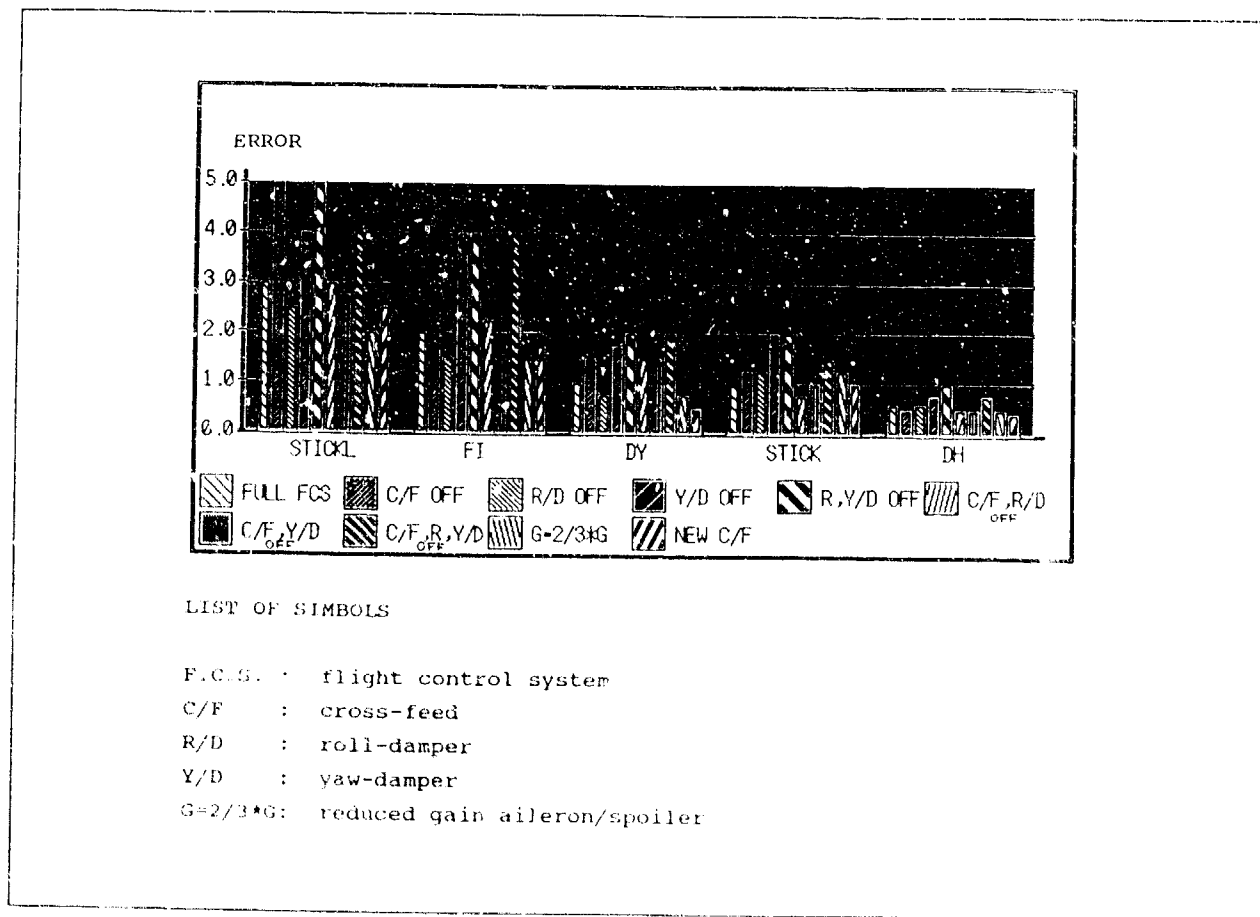 ERROR
5.0
4.0
3.0
2.0
1.0
0.0
STICKL FI DY STICK DH
FULL FCS C/F OFF R/D OFF Y/D OFF R,Y/D OFF C/F,R/D OFF
C/F,Y/D OFF C/F,R,Y/D OFF G=2/3*G NEW C/F
LIST OF SIMBOLS
F.C.S. : flight control system
C/F : cross-feed
R/D : roll-damper
Y/D : yaw-damper
G=2/3*G: reduced gain aileron/spoiler